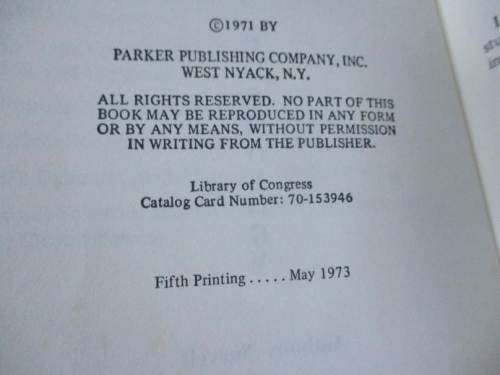 ©1971 BY
PARKER PUBLISHING COMPANY, INC.
WEST NYACK, N.Y.
ALL RIGHTS RESERVED. NO PART OF THIS
BOOK MAY BE REPRODUCED IN ANY FORM
OR BY ANY MEANS, WITHOUT PERMISSION
IN WRITING FROM THE PUBLISHER.
Library of Congress
Catalog Card Number: 70-153946
Fifth Printing ..... May 1973